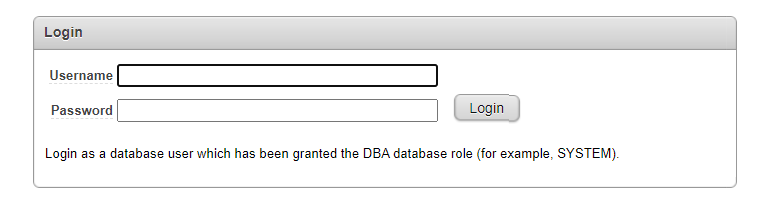 Login
Username
Password
Login
Login as a database user which has been granted the DBA database role (for example, SYSTEM).